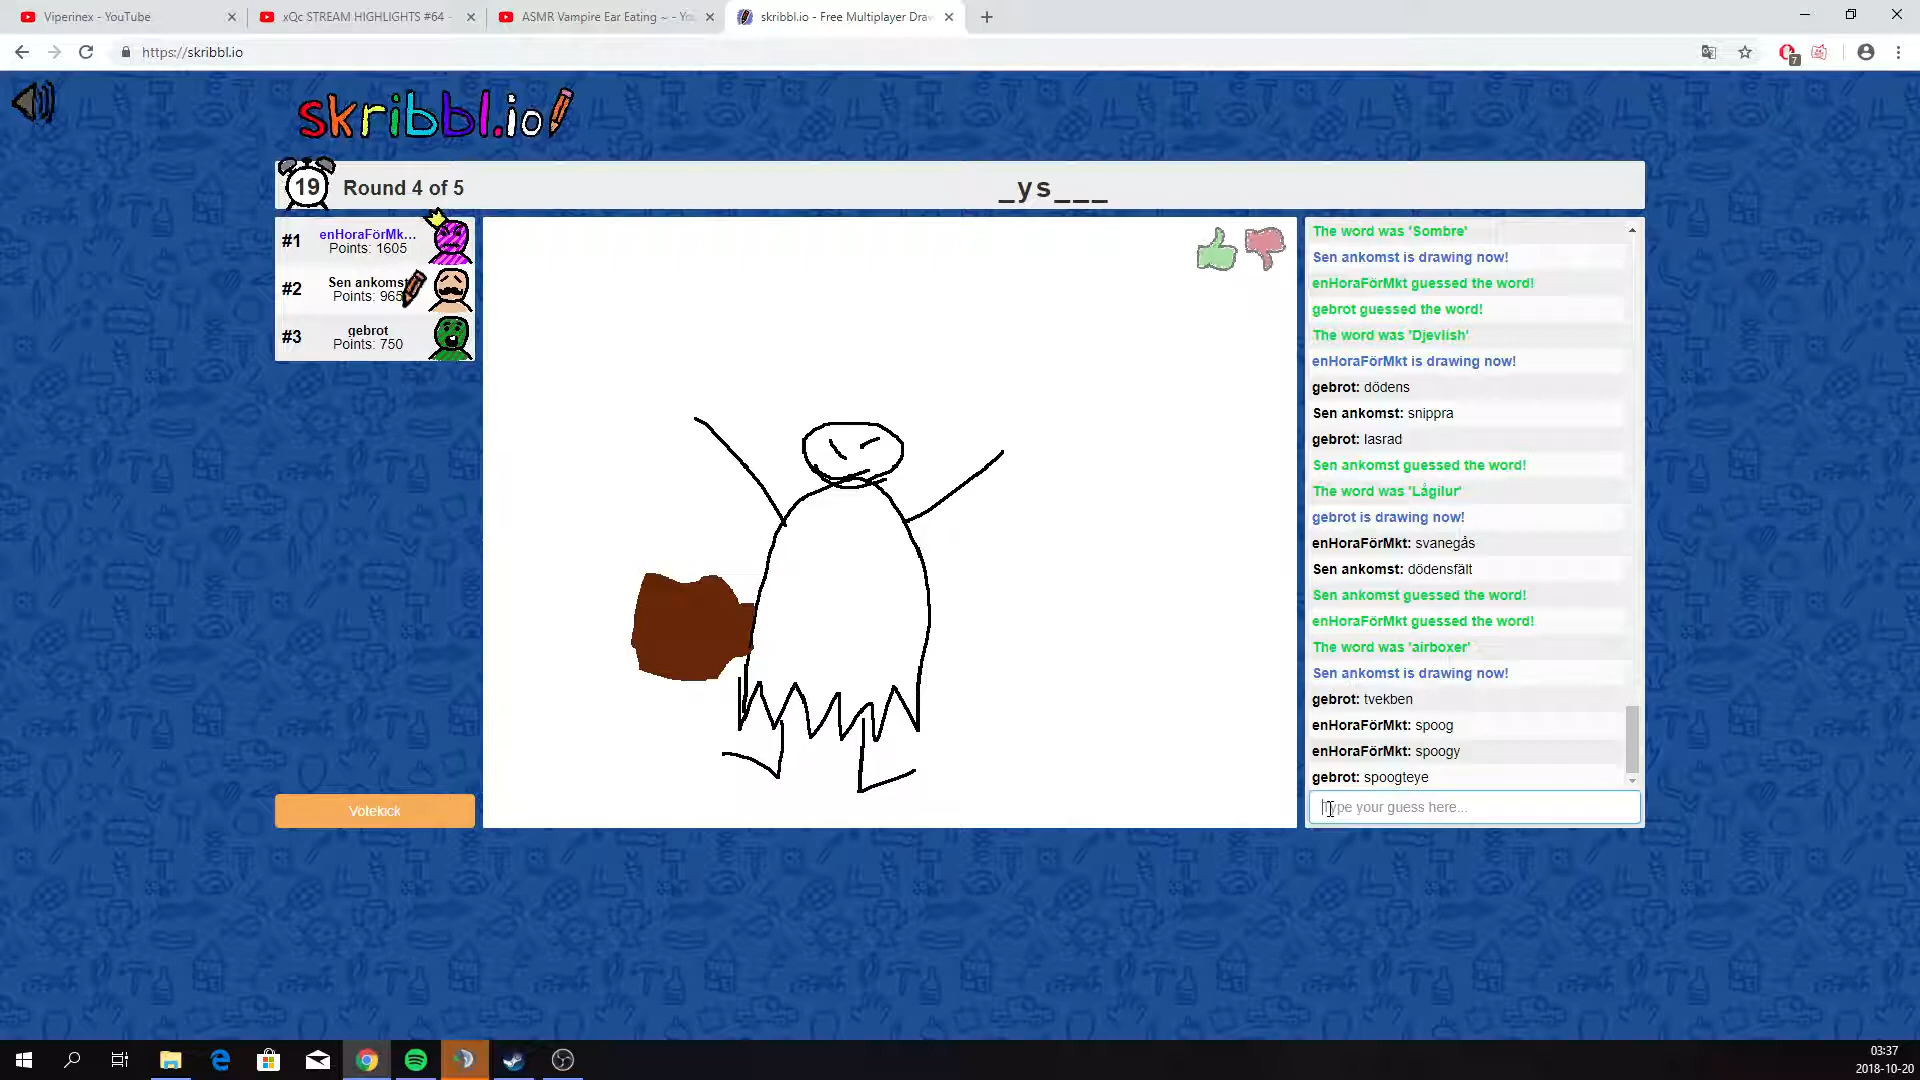 Viperinex - YouTube
xQc STREAM HIGHLIGHTS #64 -
ASMR Vampire Ear Eating ~ - You
skribbl.io - Free Multiplayer Draw
https://skribbl.io
7
skribbl.io
19
Round 4 of 5
_ys___
#1
enHoraFörMk...
Points: 1605
#2
Sen ankomst
Points: 965
#3
gebrot
Points: 750
Votekick
The word was 'Sombre'
Sen ankomst is drawing now!
enHoraFörMkt guessed the word!
gebrot guessed the word!
The word was 'Djevlish'
enHoraFörMkt is drawing now!
gebrot: dödens
Sen ankomst: snippra
gebrot: lasrad
Sen ankomst guessed the word!
The word was 'Lågilur'
gebrot is drawing now!
enHoraFörMkt: svanegås
Sen ankomst: dödensfält
Sen ankomst guessed the word!
enHoraFörMkt guessed the word!
The word was 'airboxer'
Sen ankomst is drawing now!
gebrot: tvekben
enHoraFörMkt: spoog
enHoraFörMkt: spoogy
gebrot: spoogteye
Type your guess here...
03:37
2018-10-20